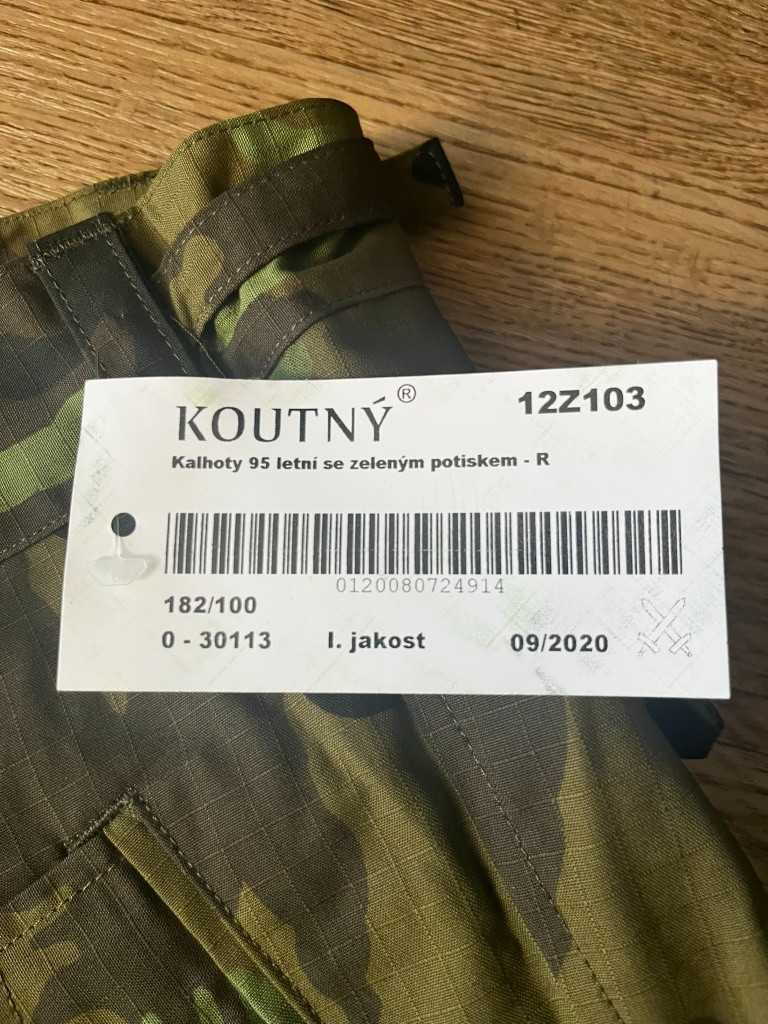 KOUTNÝ® 12Z103
Kalhoty 95 letní se zeleným potiskem - R
0120080724914
182/100
0 - 30113 I. jakost 09/2020